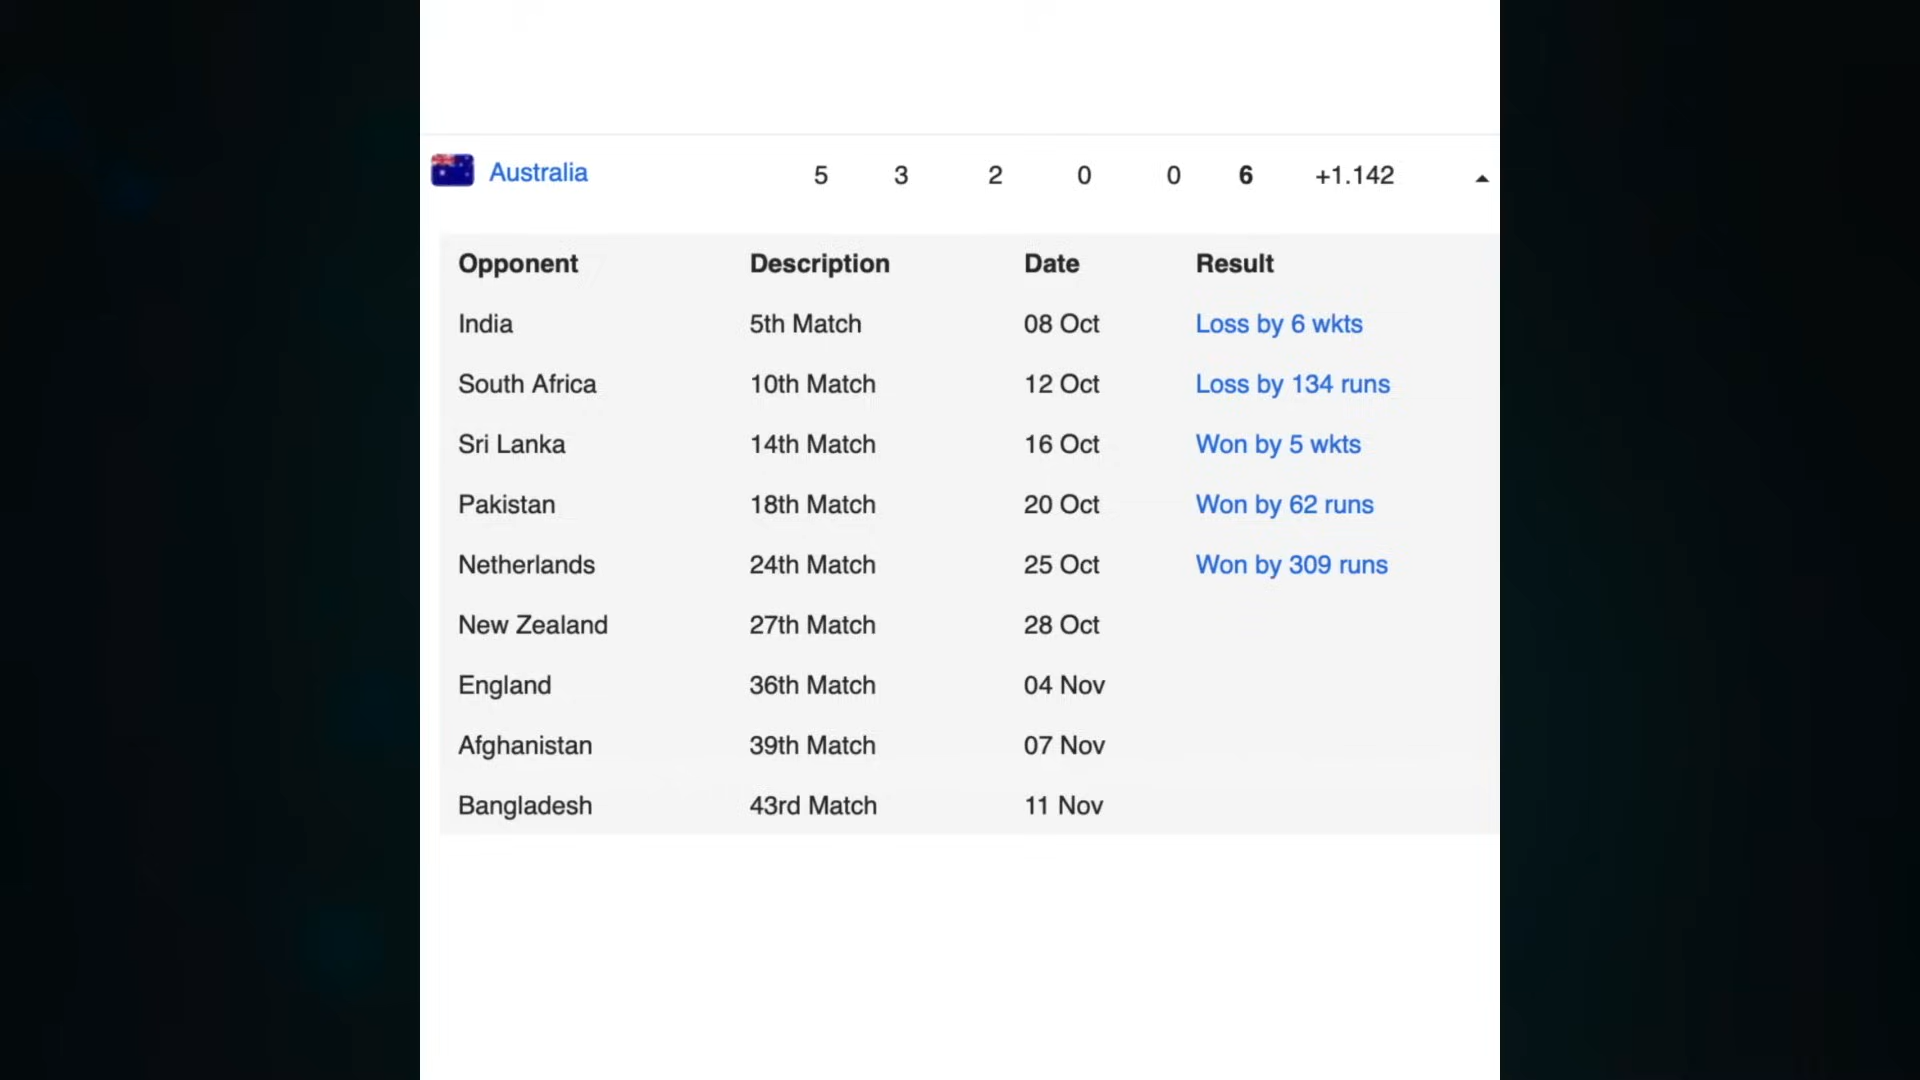 Australia 5 3 2 0 0 6 +1.142
Opponent Description Date Result
India 5th Match 08 Oct Loss by 6 wkts
South Africa 10th Match 12 Oct Loss by 134 runs
Sri Lanka 14th Match 16 Oct Won by 5 wkts
Pakistan 18th Match 20 Oct Won by 62 runs
Netherlands 24th Match 25 Oct Won by 309 runs
New Zealand 27th Match 28 Oct
England 36th Match 04 Nov
Afghanistan 39th Match 07 Nov
Bangladesh 43rd Match 11 Nov